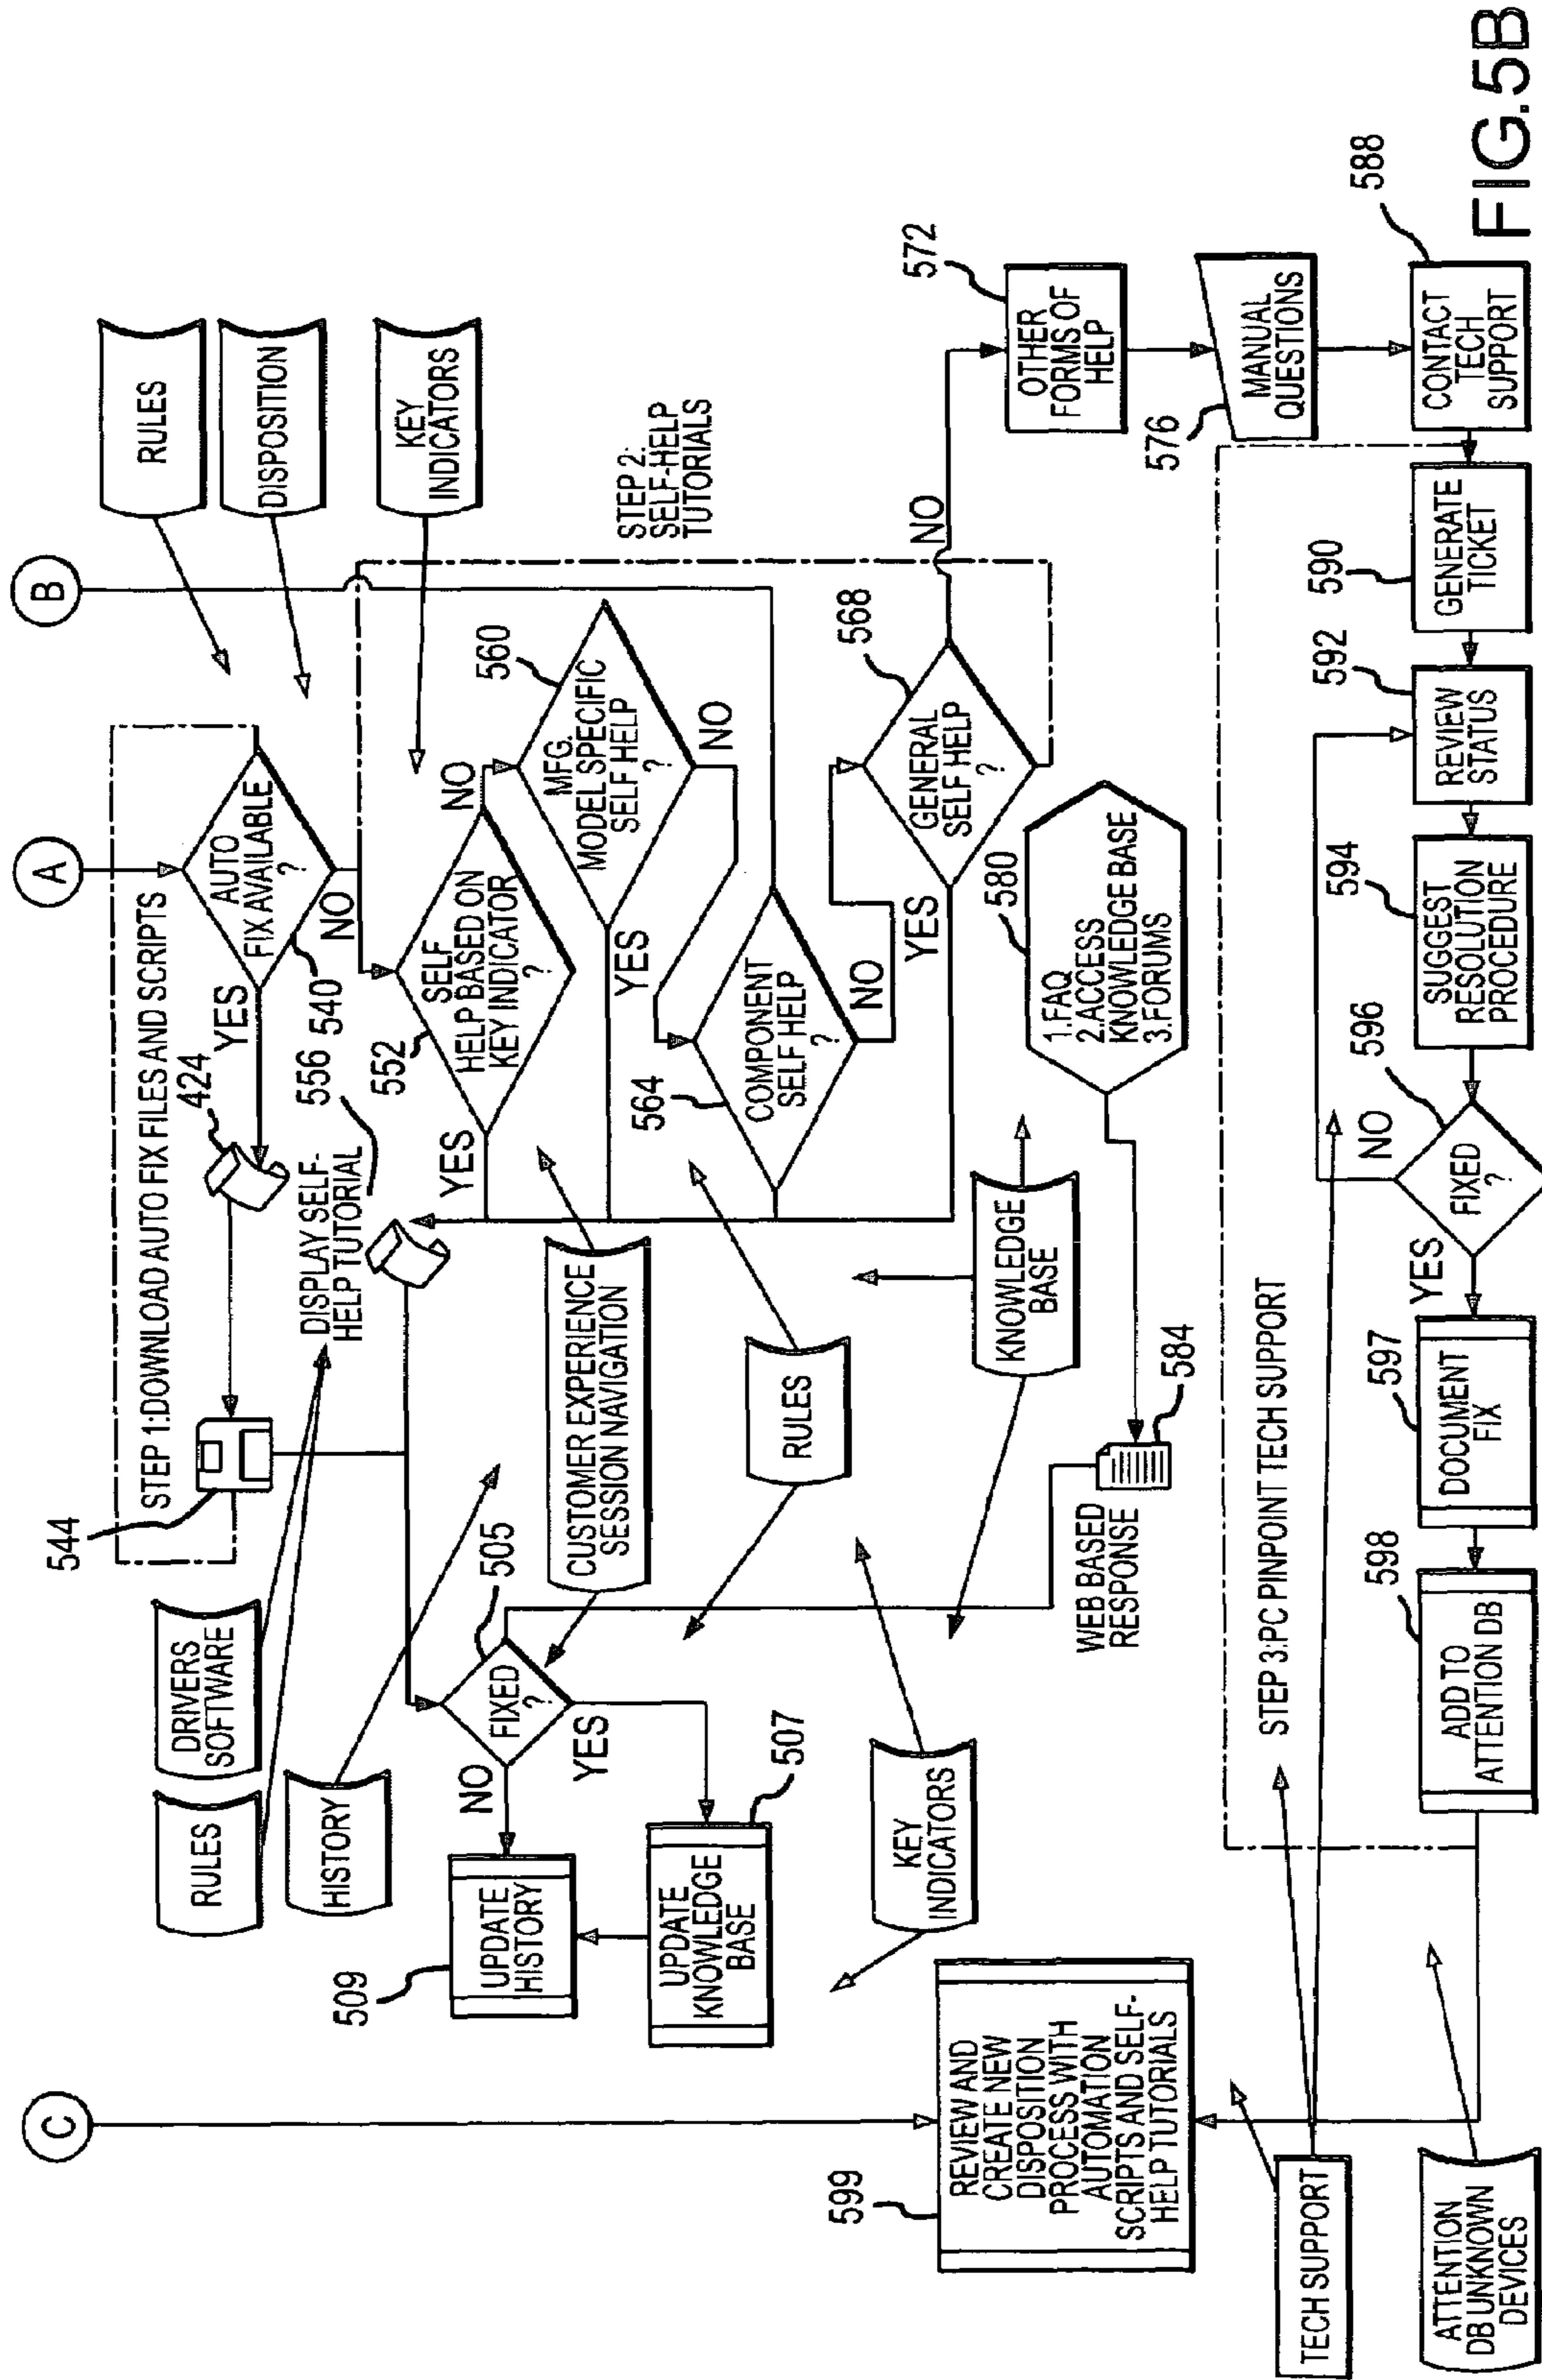 A
B
C
STEP 1:DOWNLOAD AUTO FIX FILES AND SCRIPTS
544
424
AUTO
FIX AVAILABLE
?
540
YES
NO
RULES
DISPOSITION
KEY
INDICATORS
RULES
DRIVERS
SOFTWARE
HISTORY
DISPLAY SELF-
HELP TUTORIAL
556
552
SELF
HELP BASED ON
KEY INDICATOR
?
YES
NO
560
MFG.
MODEL SPECIFIC
SELF HELP
?
YES
NO
STEP 2:
SELF-HELP
TUTORIALS
564
COMPONENT
SELF HELP
?
NO
568
GENERAL
SELF HELP
?
YES
NO
572
OTHER
FORMS OF
HELP
576
MANUAL
QUESTIONS
588
CONTACT
TECH
SUPPORT
CUSTOMER EXPERIENCE
SESSION NAVIGATION
RULES
KNOWLEDGE
BASE
580
1.FAQ
2.ACCESS
KNOWLEDGE BASE
3.FORUMS
584
WEB BASED
RESPONSE
505
FIXED
?
NO
YES
509
UPDATE
HISTORY
507
UPDATE
KNOWLEDGE
BASE
KEY
INDICATORS
599
REVIEW AND
CREATE NEW
DISPOSITION
PROCESS WITH
AUTOMATION
SCRIPTS AND SELF-
HELP TUTORIALS
STEP 3:PC PINPOINT TECH SUPPORT
TECH SUPPORT
ATTENTION
DB UNKNOWN
DEVICES
590
GENERATE
TICKET
592
REVIEW
STATUS
594
SUGGEST
RESOLUTION
PROCEDURE
596
FIXED
?
NO
YES
597
DOCUMENT
FIX
598
ADD TO
ATTENTION DB
FIG.5B